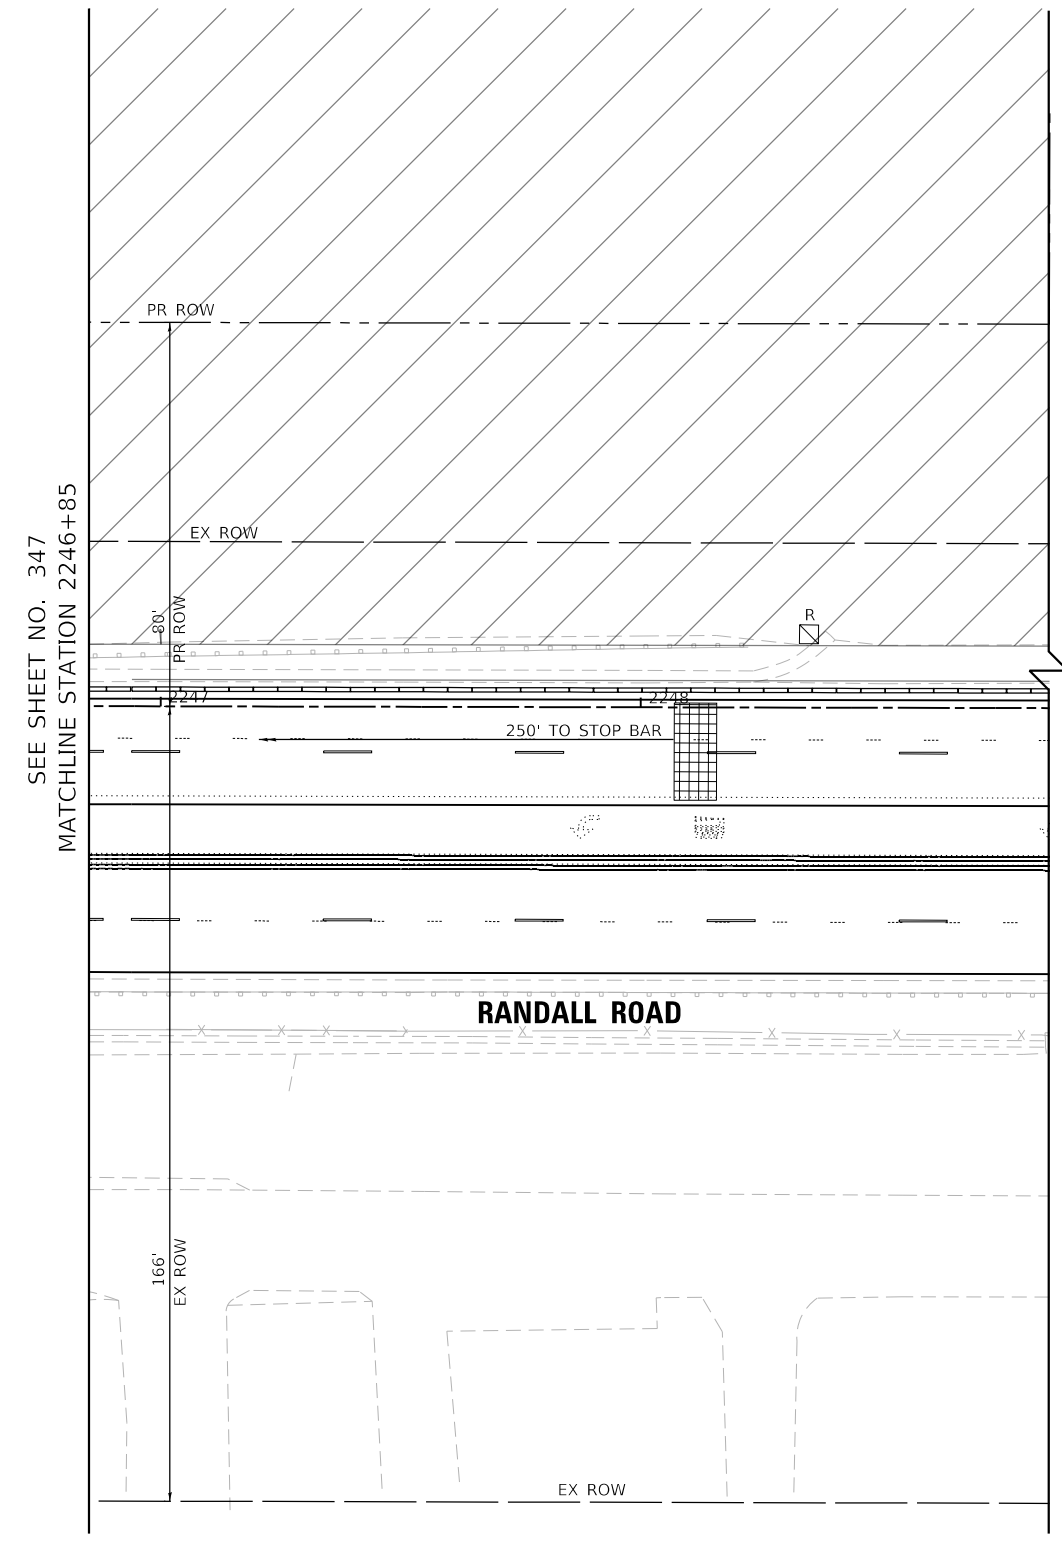 PR ROW
SEE SHEET NO. 347
MATCHLINE STATION 2246+85
EX ROW
80'
PR ROW
R
2247
2248
250' TO STOP BAR
RANDALL ROAD
X X X X X X X X
166'
EX ROW
EX ROW